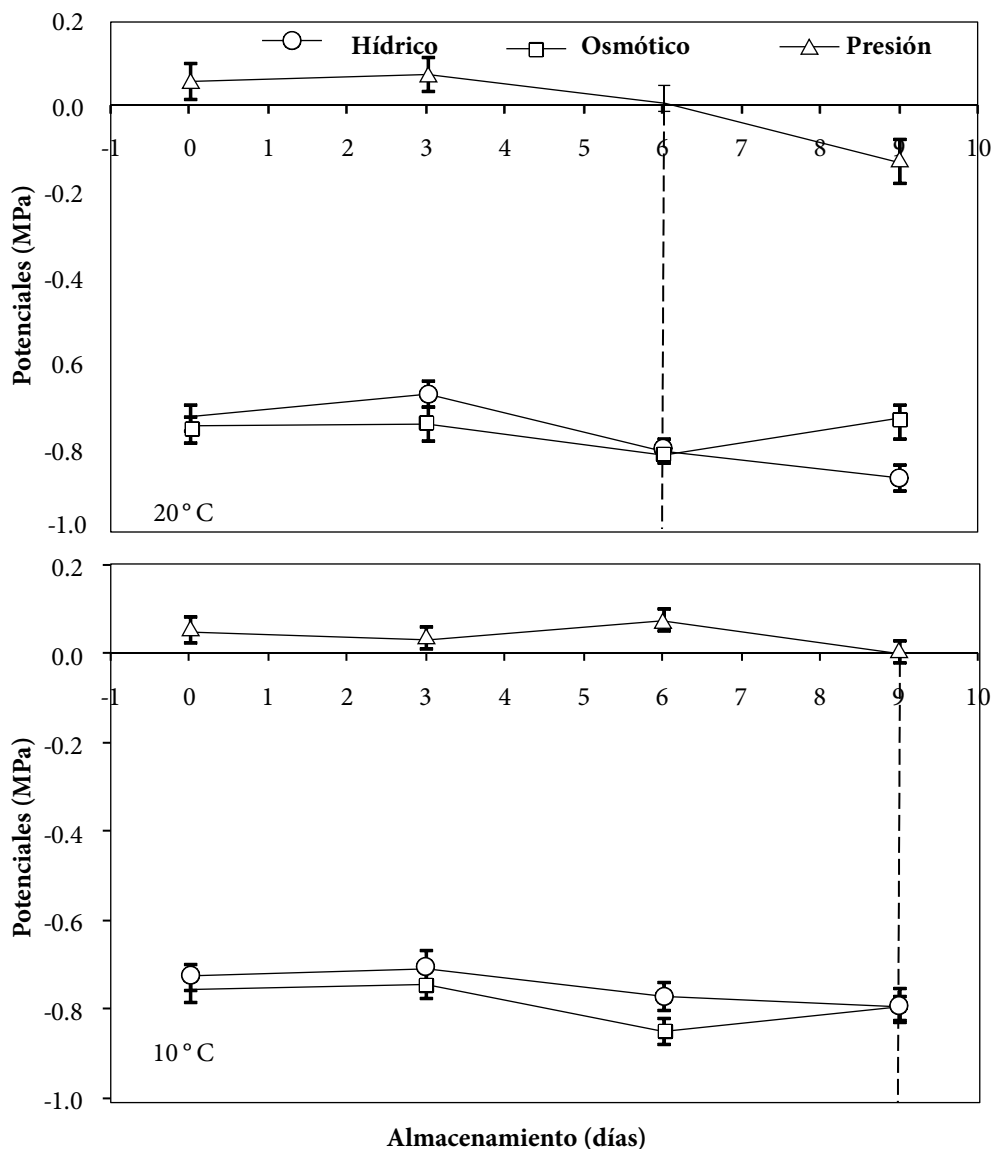 0.2
Hídrico Osmótico Presión
0.0
-1 0 1 2 3 4 5 6 7 8 9 10
-0.2
-0.4
0.6
-0.8
-1.0
Potenciales (MPa)
20°C
0.2
0.0
-1 0 1 2 3 4 5 6 7 8 9 10
-0.2
-0.4
-0.6
-0.8
-1.0
Potenciales (MPa)
10°C
Almacenamiento (días)